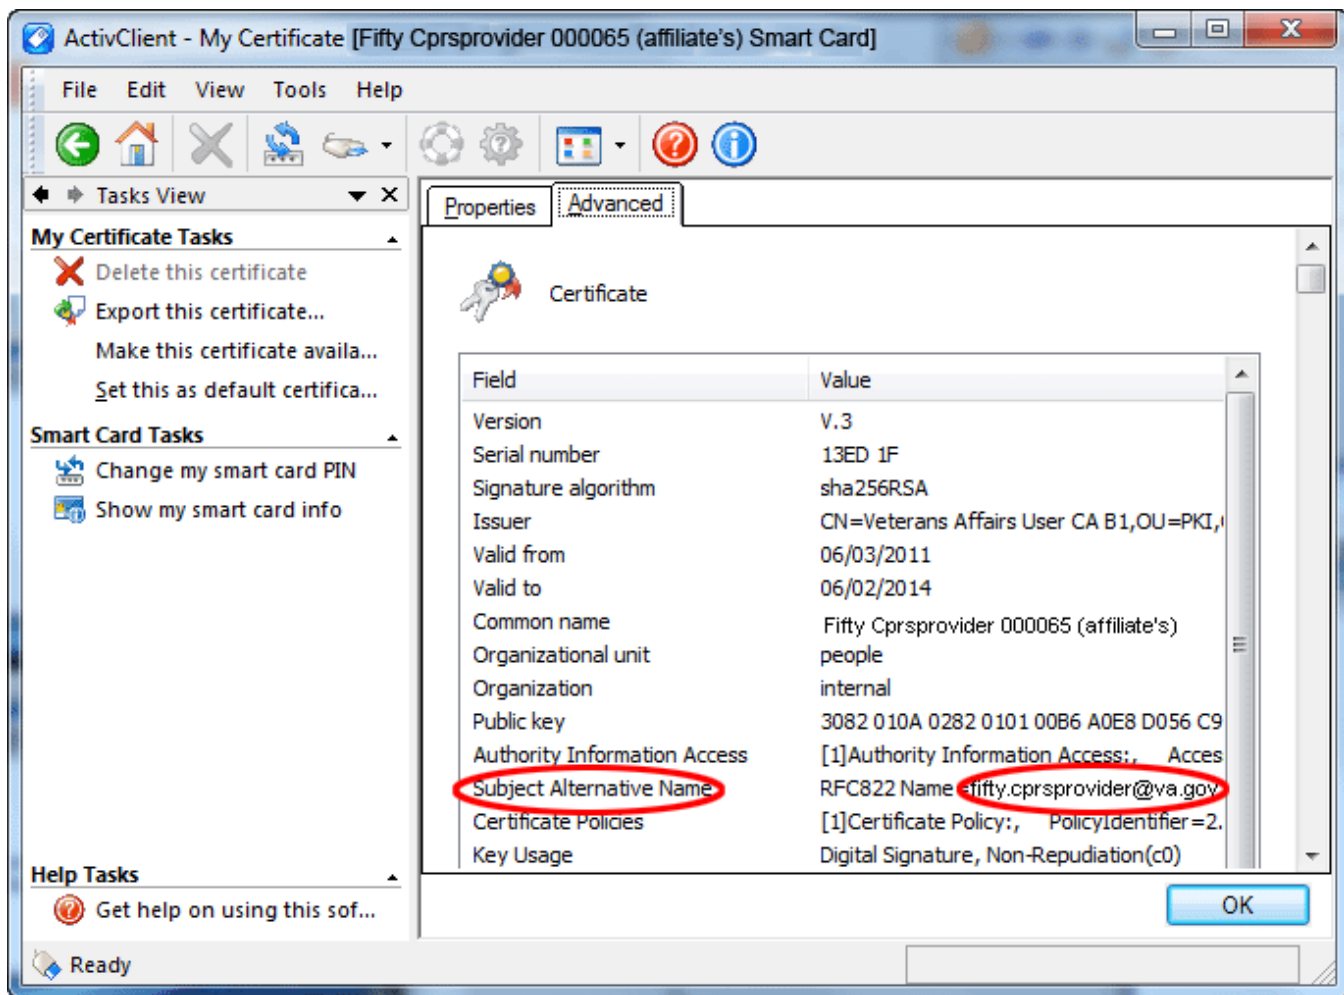 ActivClient - My Certificate [Fifty Cprsprovider 000065 (affiliate's) Smart Card]
File Edit View Tools Help
Tasks View
My Certificate Tasks
Delete this certificate
Export this certificate...
Make this certificate availa...
Set this as default certifica...
Smart Card Tasks
Change my smart card PIN
Show my smart card info
Help Tasks
Get help on using this sof...
Properties Advanced
Certificate
Field Value
Version V.3
Serial number 13ED 1F
Signature algorithm sha256RSA
Issuer CN=Veterans Affairs User CA B1,OU=PKI,
Valid from 06/03/2011
Valid to 06/02/2014
Common name Fifty Cprsprovider 000065 (affiliate's)
Organizational unit people
Organization internal
Public key 3082 010A 0282 0101 00B6 A0E8 D056 C9
Authority Information Access [1]Authority Information Access:, Acces
Subject Alternative Name RFC822 Name =fifty.cprsprovider@va.gov
Certificate Policies [1]Certificate Policy:, PolicyIdentifier=2.
Key Usage Digital Signature, Non-Repudiation(c0)
OK
Ready